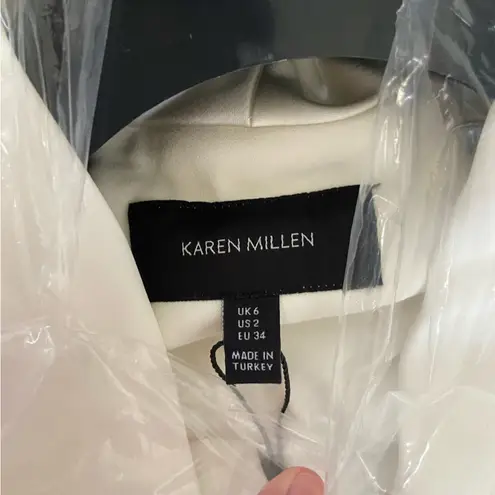 KAREN MILLEN
UK 6
US 2
EU 34
MADE IN
TURKEY